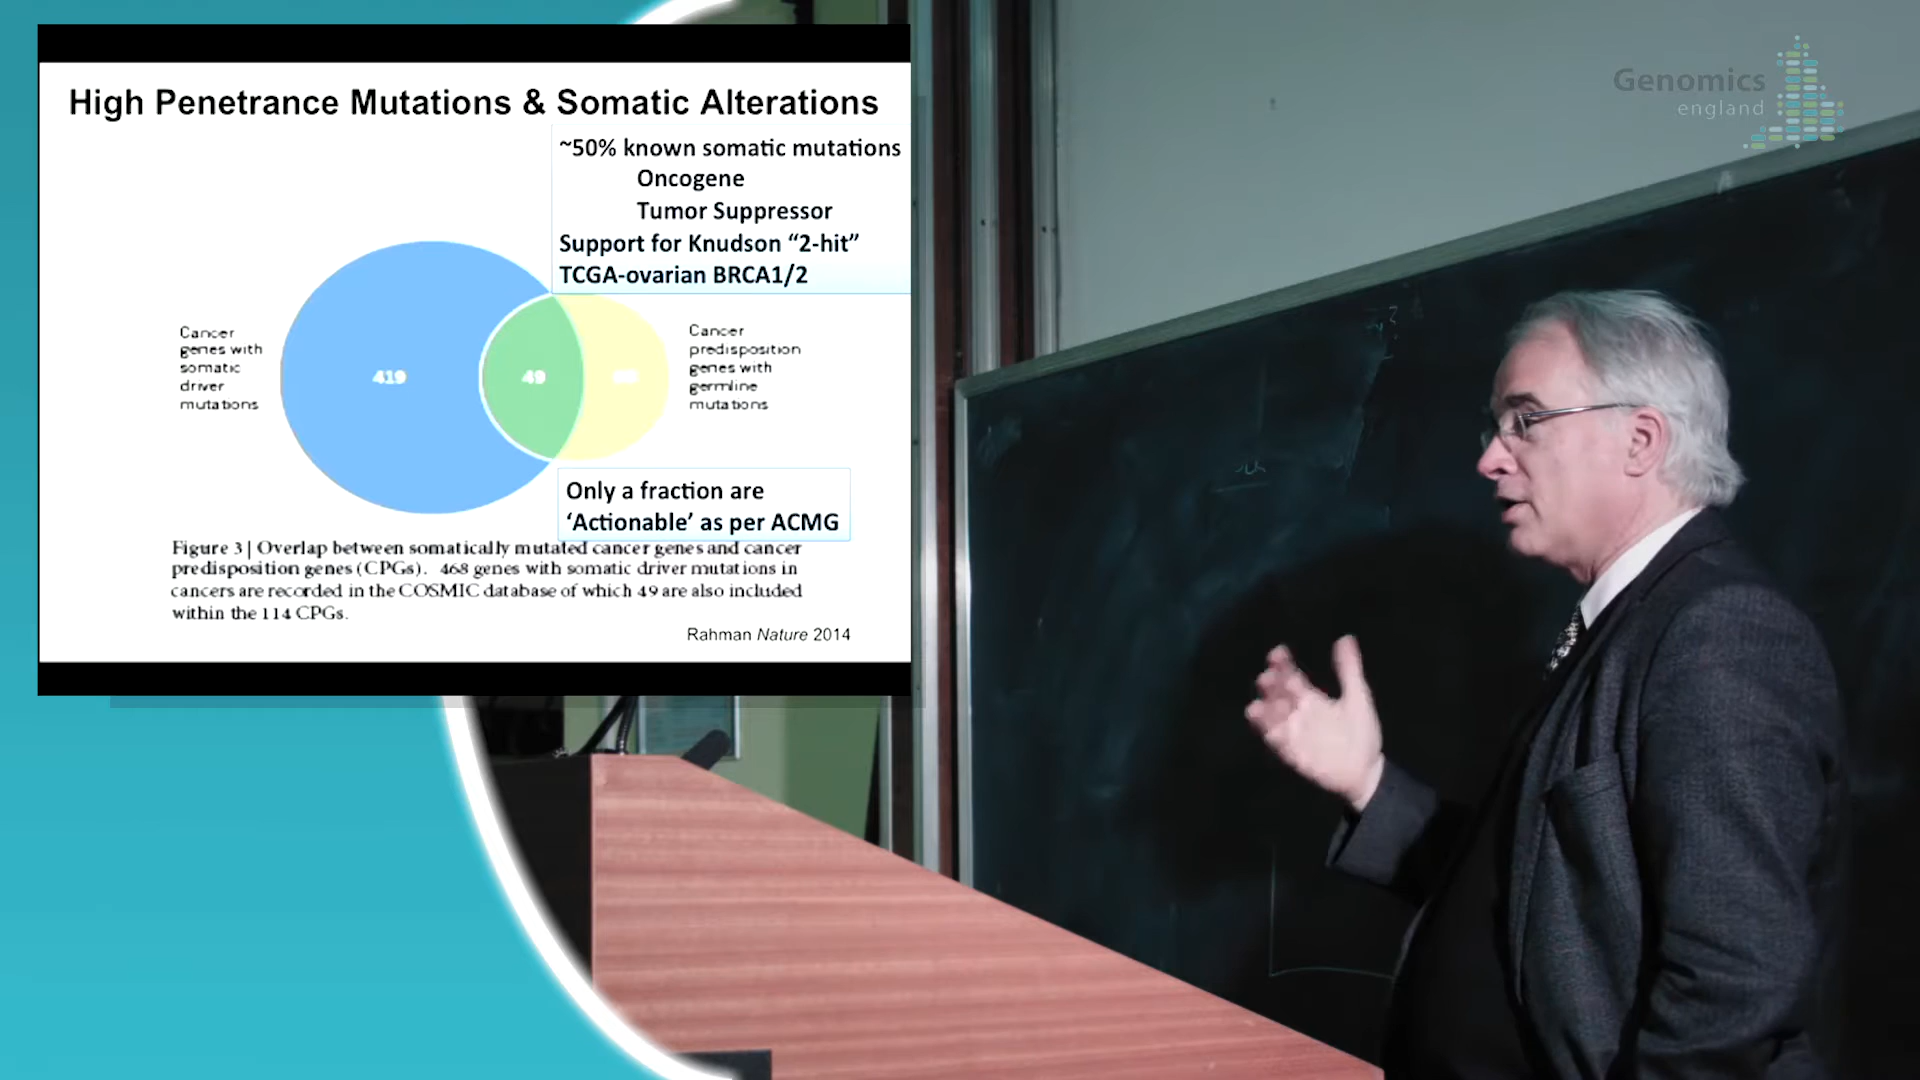 High Penetrance Mutations & Somatic Alterations
~50% known somatic mutations
Oncogene
Tumor Suppressor
Support for Knudson “2-hit”
TCGA-ovarian BRCA1/2
Cancer
genes with
somatic
driver
mutations
419
49
Cancer
predisposition
genes with
germline
mutations
Only a fraction are
‘Actionable’ as per ACMG
Figure 3 | Overlap between somatically mutated cancer genes and cancer
predisposition genes (CPGs). 468 genes with somatic driver mutations in
cancers are recorded in the COSMIC database of which 49 are also included
within the 114 CPGs.
Rahman Nature 2014
Genomics
england